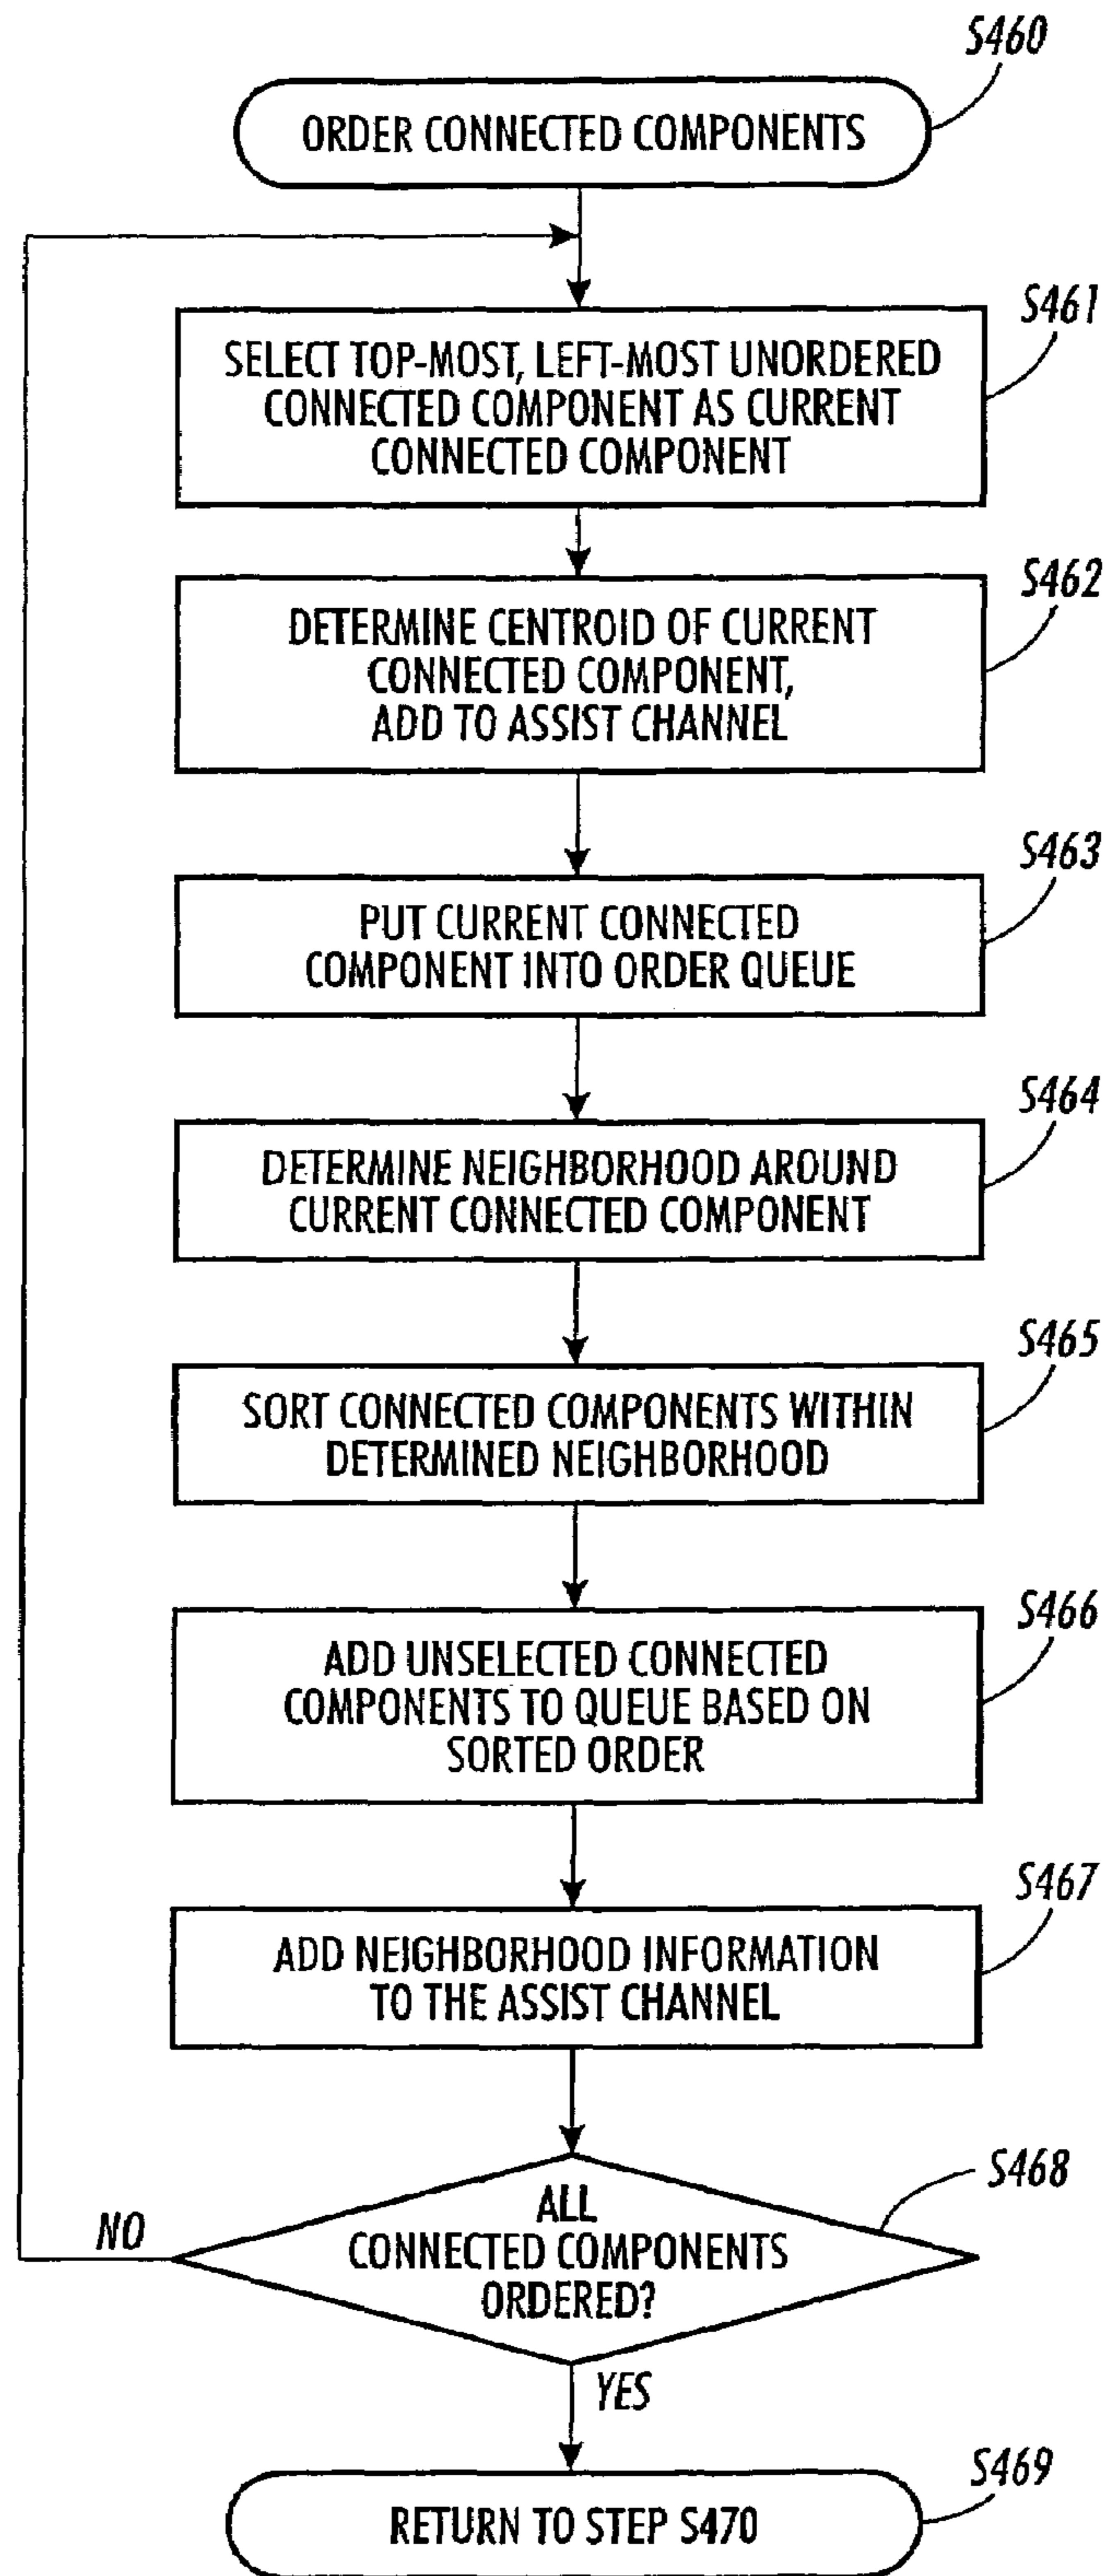 S460
ORDER CONNECTED COMPONENTS
S461
SELECT TOP-MOST, LEFT-MOST UNORDERED
CONNECTED COMPONENT AS CURRENT
CONNECTED COMPONENT
S462
DETERMINE CENTROID OF CURRENT
CONNECTED COMPONENT,
ADD TO ASSIST CHANNEL
S463
PUT CURRENT CONNECTED
COMPONENT INTO ORDER QUEUE
S464
DETERMINE NEIGHBORHOOD AROUND
CURRENT CONNECTED COMPONENT
S465
SORT CONNECTED COMPONENTS WITHIN
DETERMINED NEIGHBORHOOD
S466
ADD UNSELECTED CONNECTED
COMPONENTS TO QUEUE BASED ON
SORTED ORDER
S467
ADD NEIGHBORHOOD INFORMATION
TO THE ASSIST CHANNEL
S468
ALL
CONNECTED COMPONENTS
ORDERED?
NO
YES
S469
RETURN TO STEP S470